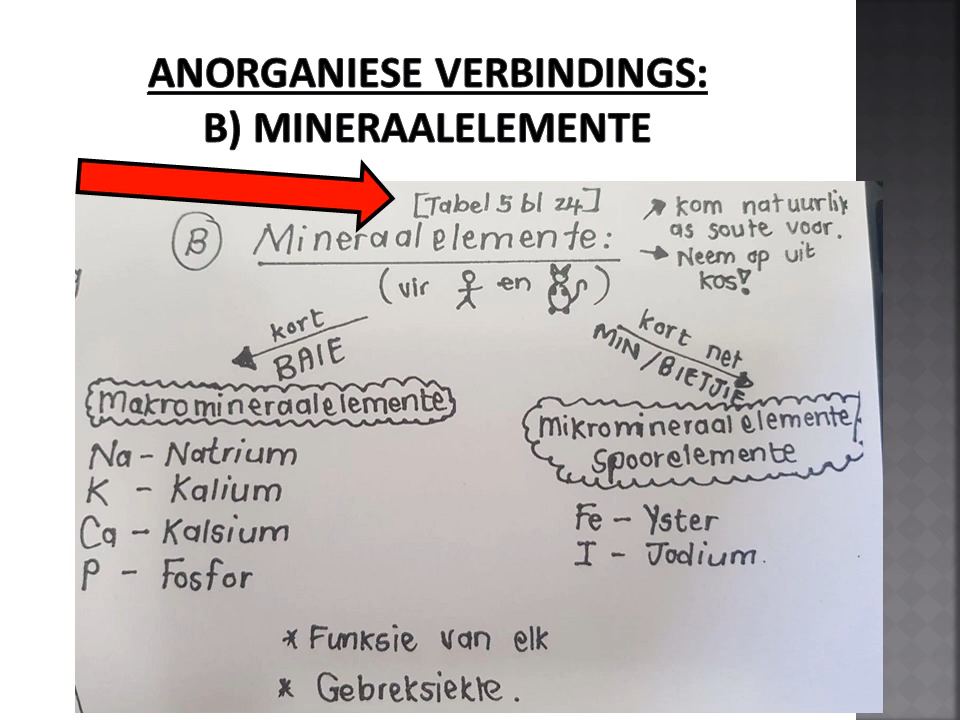 ANORGANIESE VERBINDINGS:
B) MINERAALELEMENTE
[Tabel 5 bl 24]
B Mineraalelemente:
(vir en )
kom natuurlik
as soute voor.
Neem op uit
kos!
kort
BAIE
kort net
MIN/BIETJIE
Makromineraalelemente
Na - Natrium
K - Kalium
Ca - Kalsium
P - Fosfor
Mikromineraalelemente/
Spoorelemente
Fe - Yster
I - Jodium.
* Funksie van elk
* Gebreksiekte.